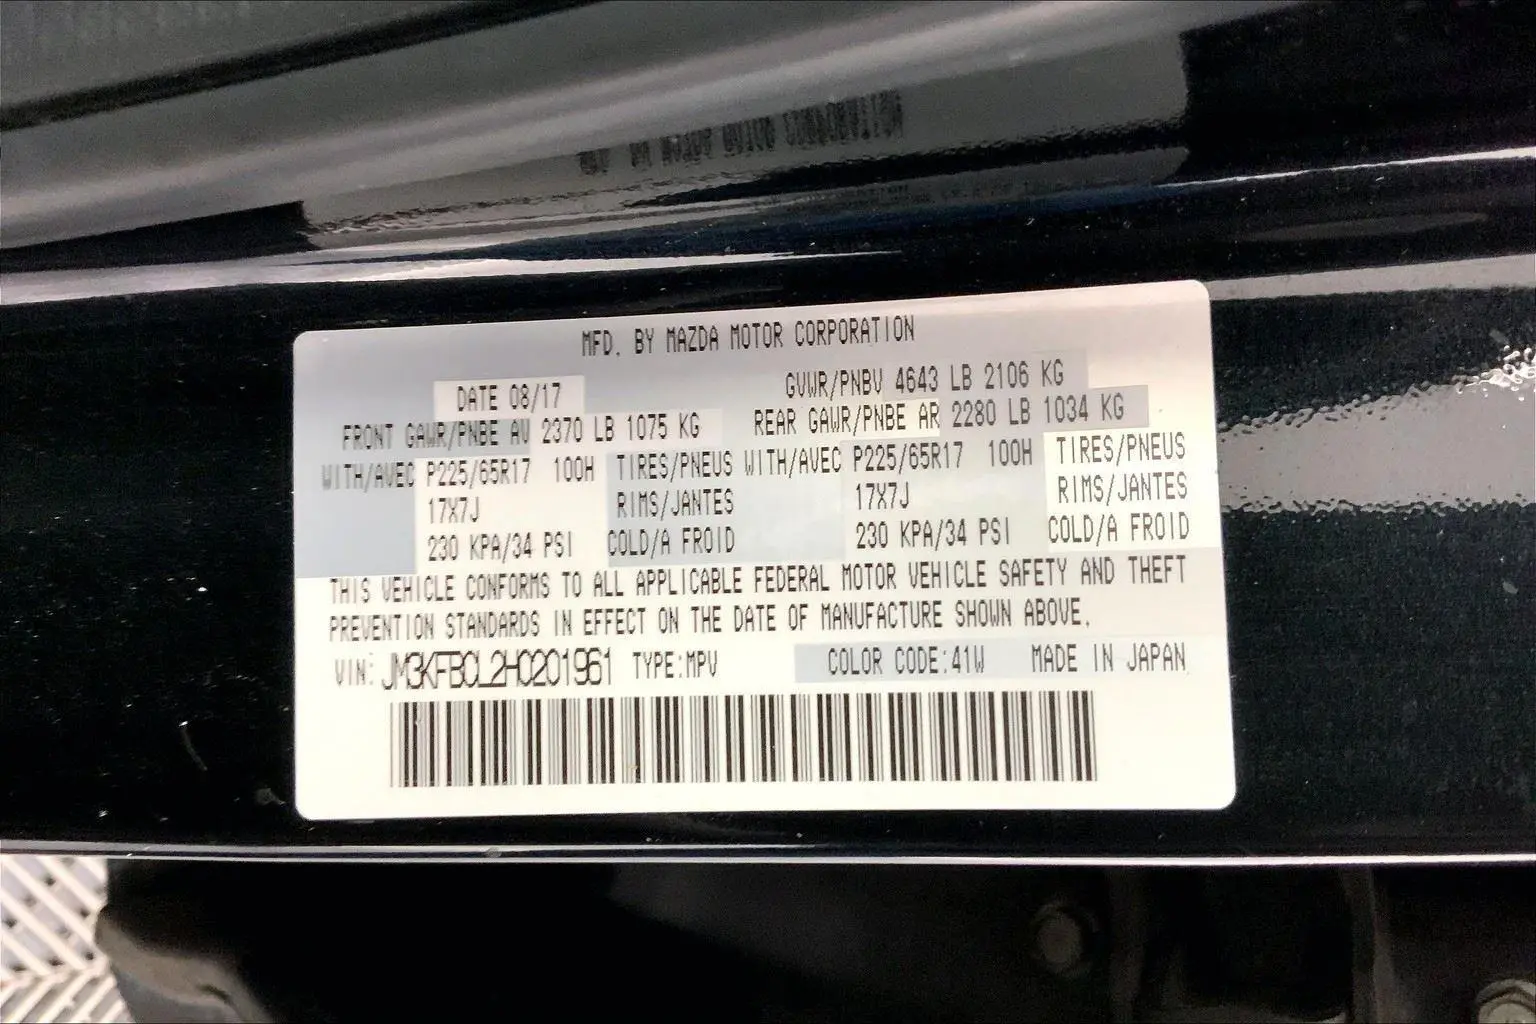 MFD. BY MAZDA MOTOR CORPORATION
DATE 08/17 GVWR/PNBV 4643 LB 2106 KG
FRONT GAWR/PNBE AV 2370 LB 1075 KG REAR GAWR/PNBE AR 2280 LB 1034 KG
WITH/AVEC P225/65R17 100H TIRES/PNEUS WITH/AVEC P225/65R17 100H TIRES/PNEUS
17X7J RIMS/JANTES 17X7J RIMS/JANTES
230 KPA/34 PSI COLD/A FROID 230 KPA/34 PSI COLD/A FROID
THIS VEHICLE CONFORMS TO ALL APPLICABLE FEDERAL MOTOR VEHICLE SAFETY AND THEFT
PREVENTION STANDARDS IN EFFECT ON THE DATE OF MANUFACTURE SHOWN ABOVE.
VIN: JM3KFBCL2H0201961 TYPE:MPV COLOR CODE:41W MADE IN JAPAN